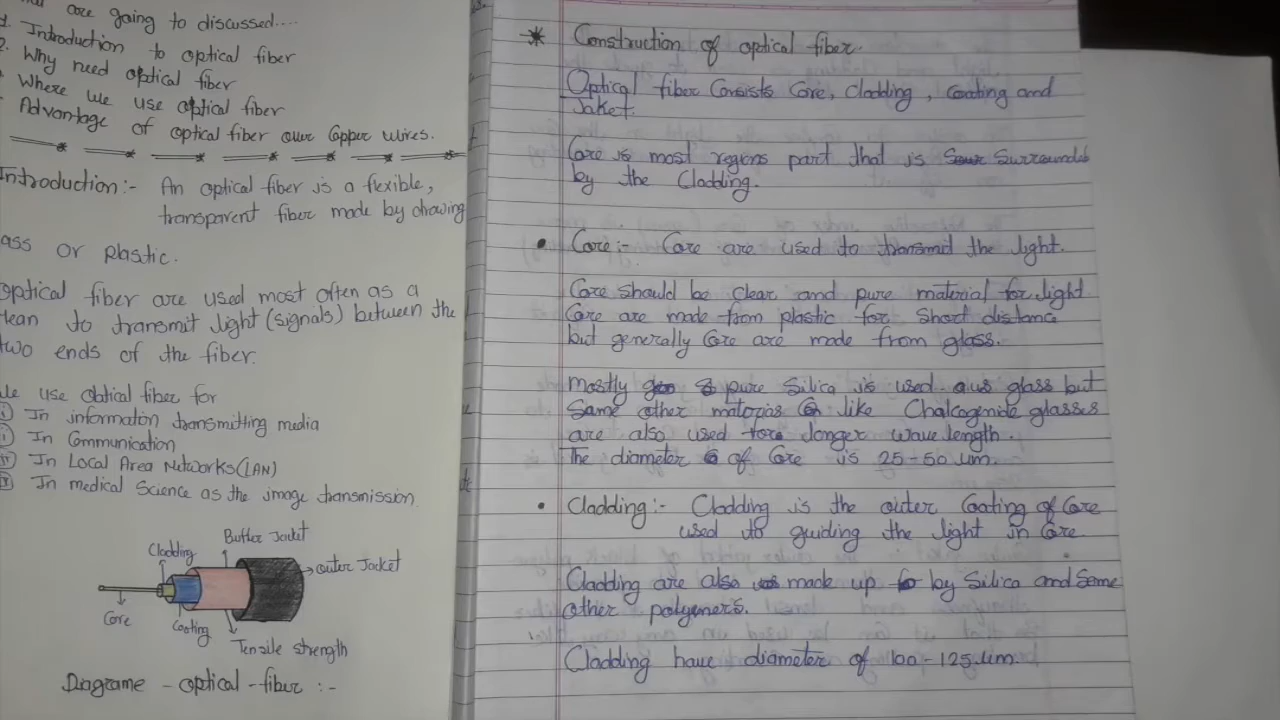 are going to discussed....
1. Introduction to optical fiber
2. Why need optical fiber
Where we use optical fiber
Advantage of optical fiber our Copper wires.
Introduction:- An optical fiber is a flexible,
transparent fiber made by drawing
ass or plastic.
optical fiber are used most often as a
ean to transmit light (signals) between the
two ends of the fiber.
We use obtical fiber for
In information transmitting media
In Communication
In Local Area Networks(LAN)
In medical Science as the image transmission
Buffer Jacket
Cladding
outer Jacket
Core
Coating
Tensile strength
Diagrame - optical - fiber :-
* Construction of optical fiber.
Optical fiber Consists Core, Cladding, Coating and
Jaket.
Core is most regions part that is surrounded
by the Cladding.
• Core:- Core are used to transmit the light.
Core should be clear and pure material for light
Core are made from plastic for short distance
but generally Core are made from glass.
Mostly pure Silica is used glass but
Some other like Chalcogenide glasses
are also used longer wave length.
The diameter of Core is 25-50 um.
• Cladding:- Cladding is the outer Coating of Core
used to guiding the light in Core.
Cladding are also made up by Silica and Some
other polymers.
Cladding have diameter of 100-125 um.